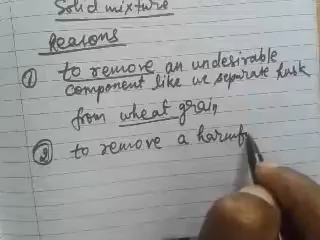 Solid mixture
Reasons
① to remove an undesirable
component like we separate husk
from wheat grain
② to remove a harmf